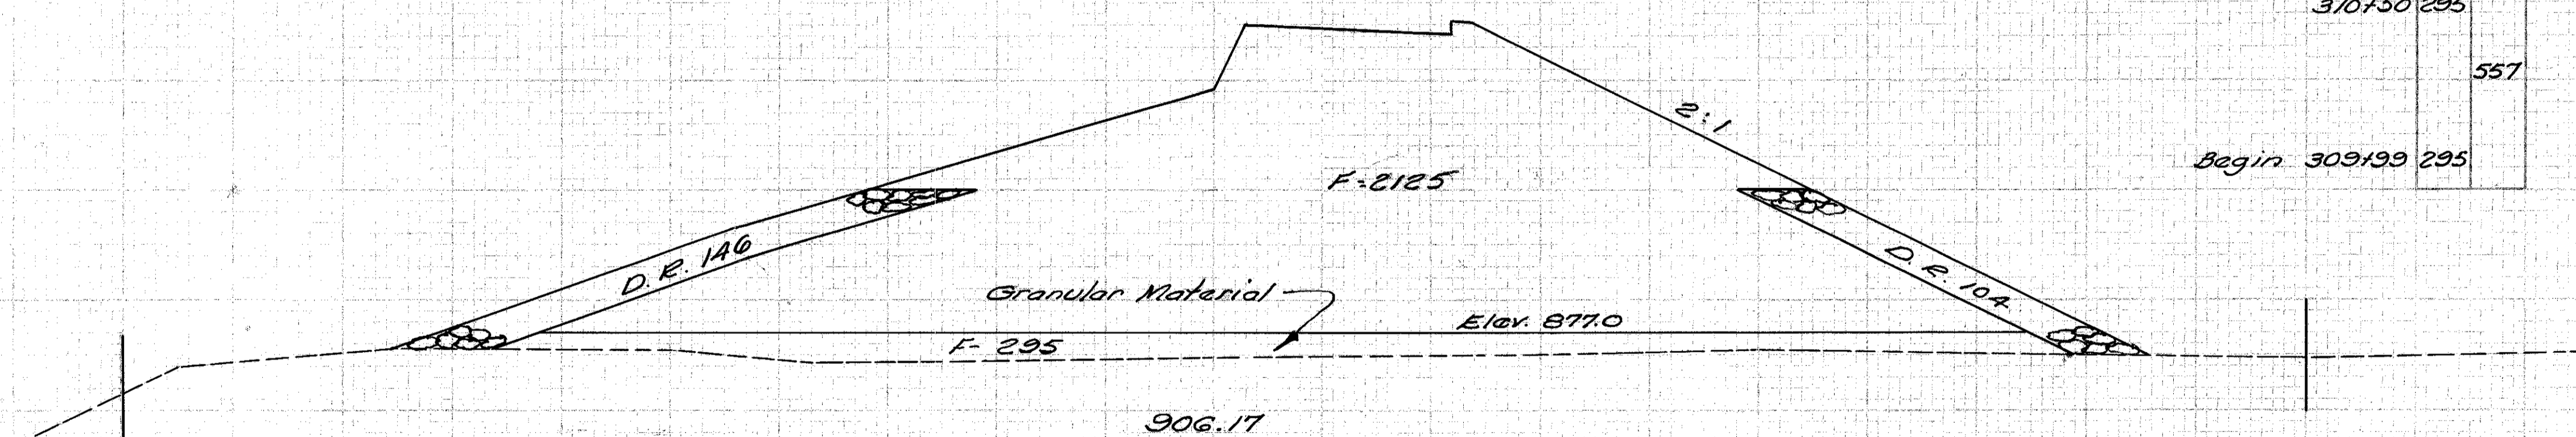 310+50 295
557
2:1
Begin 309+99 295
F-2125
D.R. 146
D.R. 104
Granular Material
Elev. 877.0
F- 295
906.17